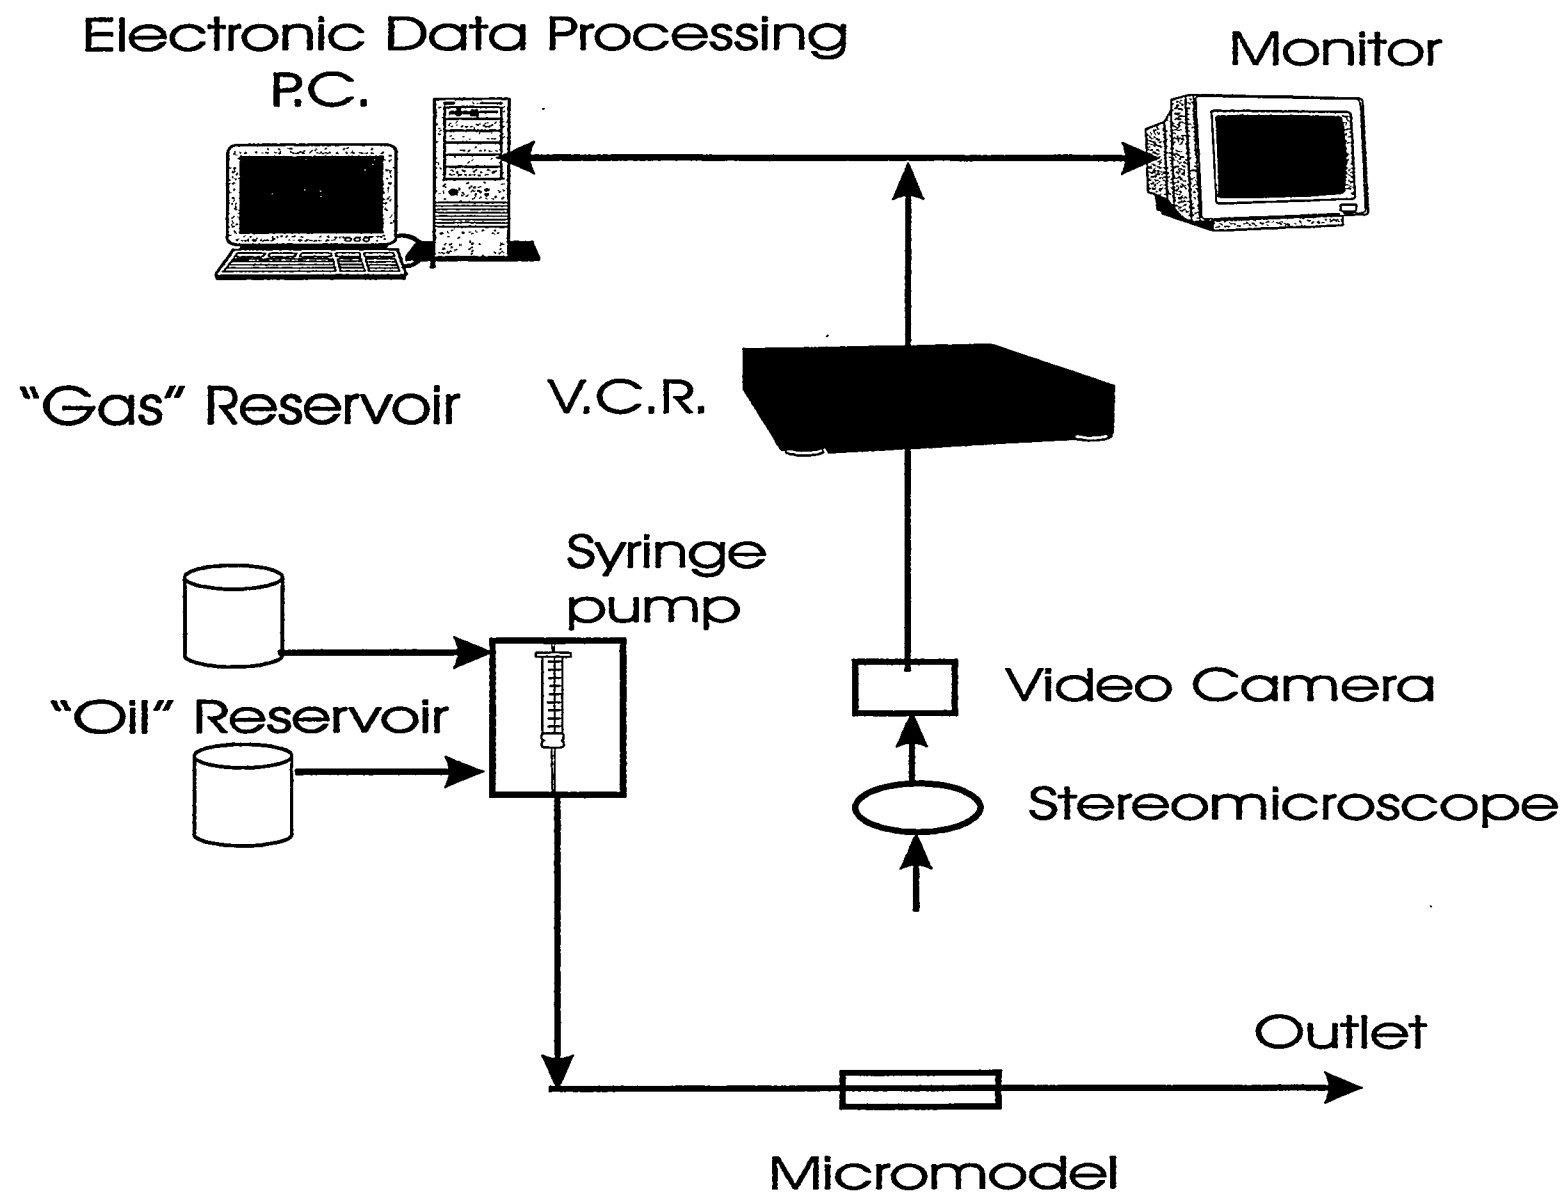 Electronic Data Processing
P.C.
Monitor
"Gas" Reservoir
V.C.R.
Syringe
pump
"Oil" Reservoir
Video Camera
Stereomicroscope
Outlet
Micromodel